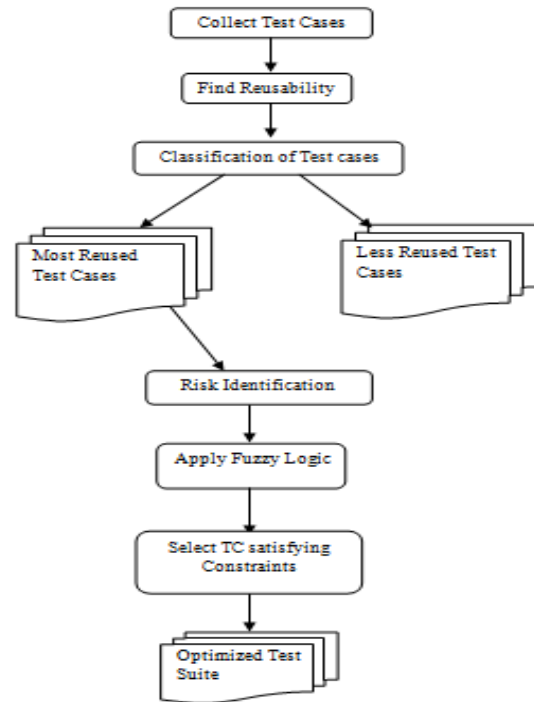 Collect Test Cases
Find Reusability
Classification of Test cases
Most Reused
Test Cases
Less Reused Test
Cases
Risk Identification
Apply Fuzzy Logic
Select TC satisfying
Constraints
Optimized Test
Suite